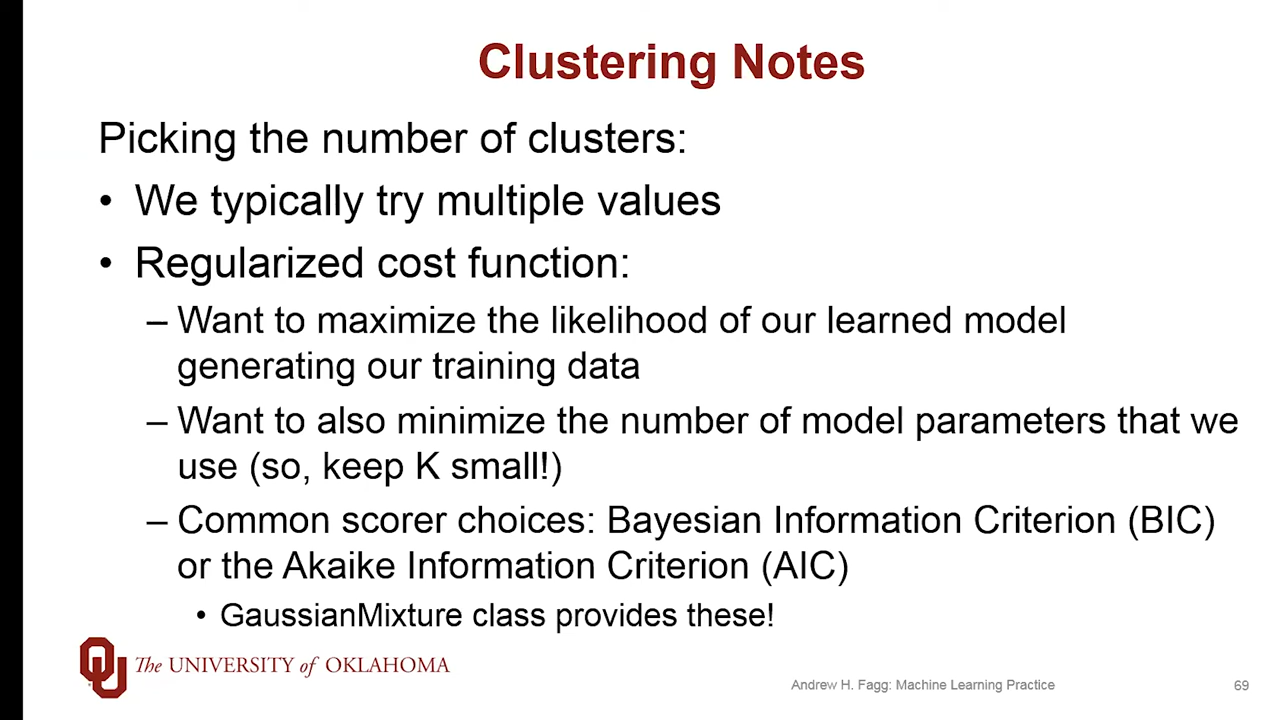 Clustering Notes
Picking the number of clusters:
• We typically try multiple values
• Regularized cost function:
– Want to maximize the likelihood of our learned model
generating our training data
– Want to also minimize the number of model parameters that we
use (so, keep K small!)
– Common scorer choices: Bayesian Information Criterion (BIC)
or the Akaike Information Criterion (AIC)
• GaussianMixture class provides these!
The UNIVERSITY of OKLAHOMA
Andrew H. Fagg: Machine Learning Practice
69